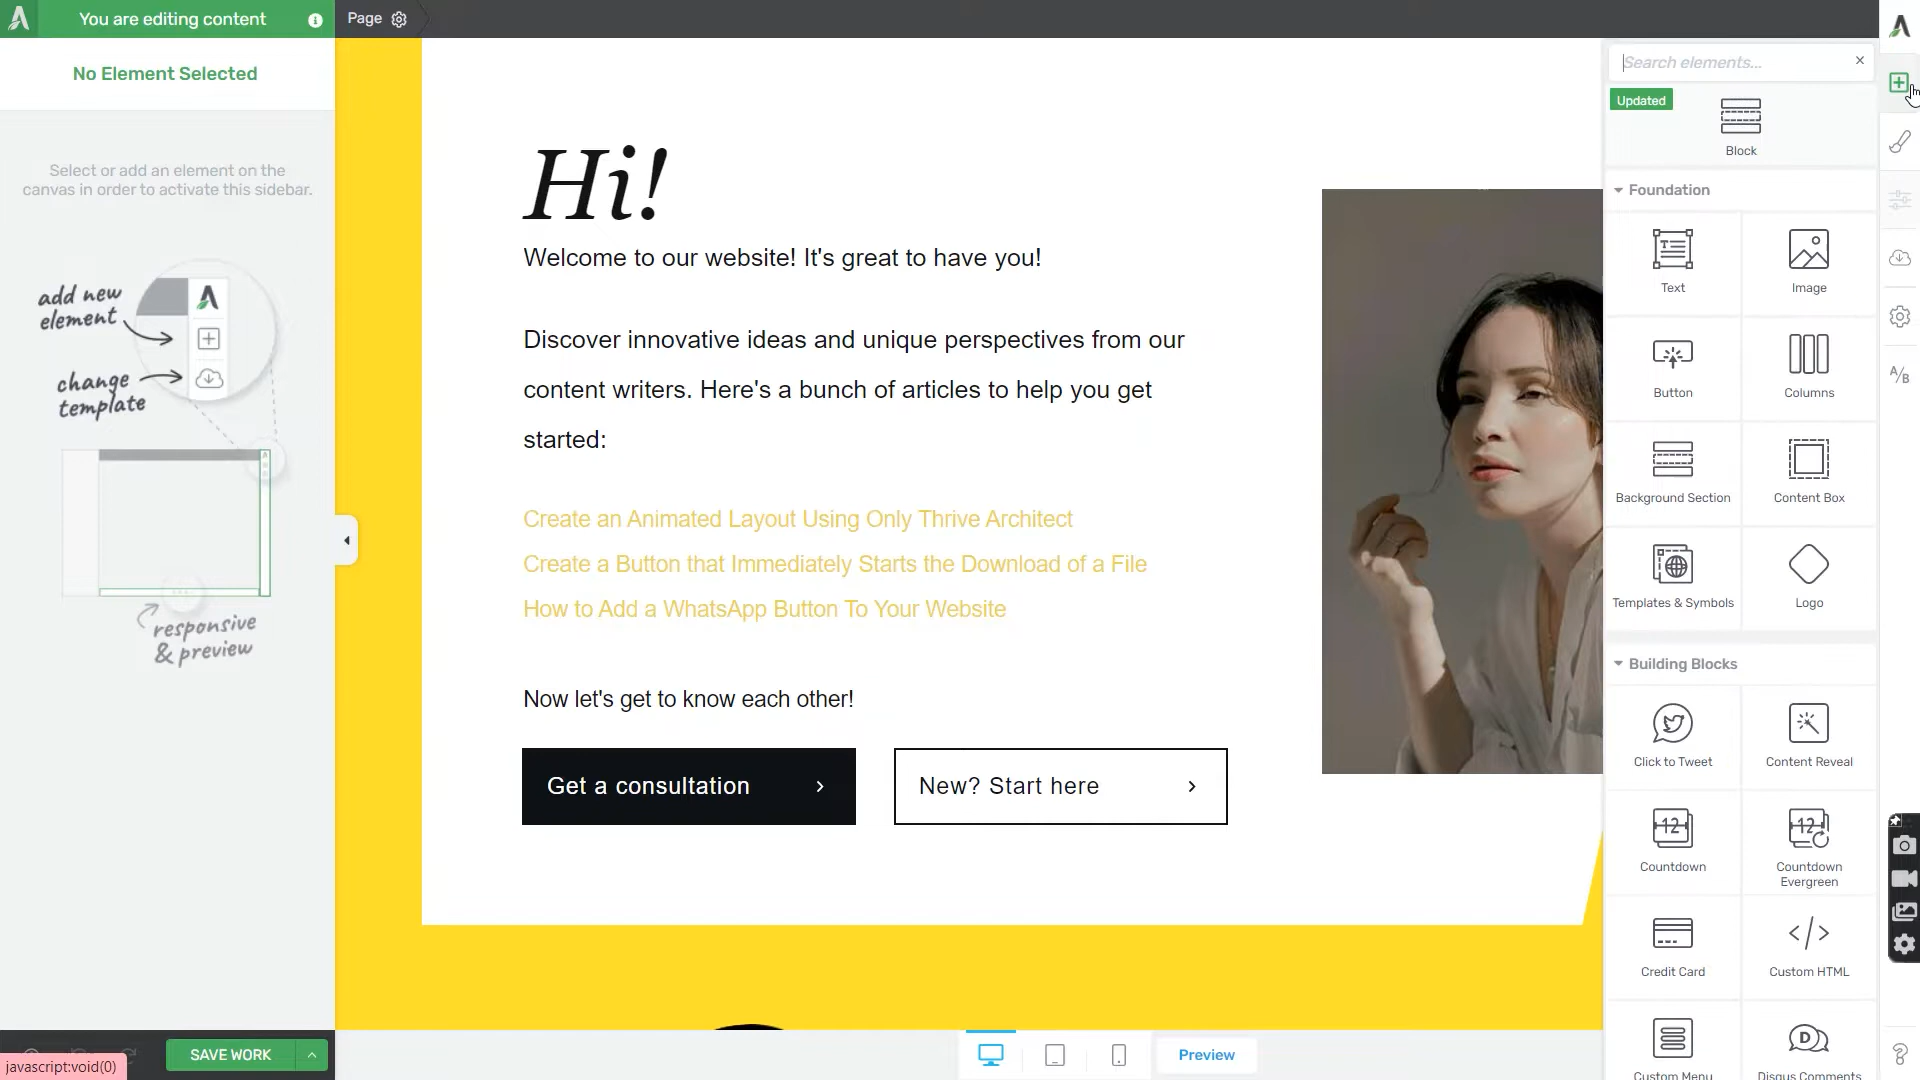 You are editing content
Page
No Element Selected
Select or add an element on the
canvas in order to activate this sidebar.
add new
element
change
template
responsive
& preview
SAVE WORK
javascript:void(0)
Hi!
Welcome to our website! It's great to have you!
Discover innovative ideas and unique perspectives from our
content writers. Here's a bunch of articles to help you get
started:
Create an Animated Layout Using Only Thrive Architect
Create a Button that Immediately Starts the Download of a File
How to Add a WhatsApp Button To Your Website
Now let's get to know each other!
Get a consultation
New? Start here
Preview
Search elements...
Updated
Block
Foundation
Text
Image
Button
Columns
Background Section
Content Box
Templates & Symbols
Logo
Building Blocks
Click to Tweet
Content Reveal
12
Countdown
12
Countdown
Evergreen
Credit Card
</>
Custom HTML
Custom Menu
D
Disqus Comments
A/B
?